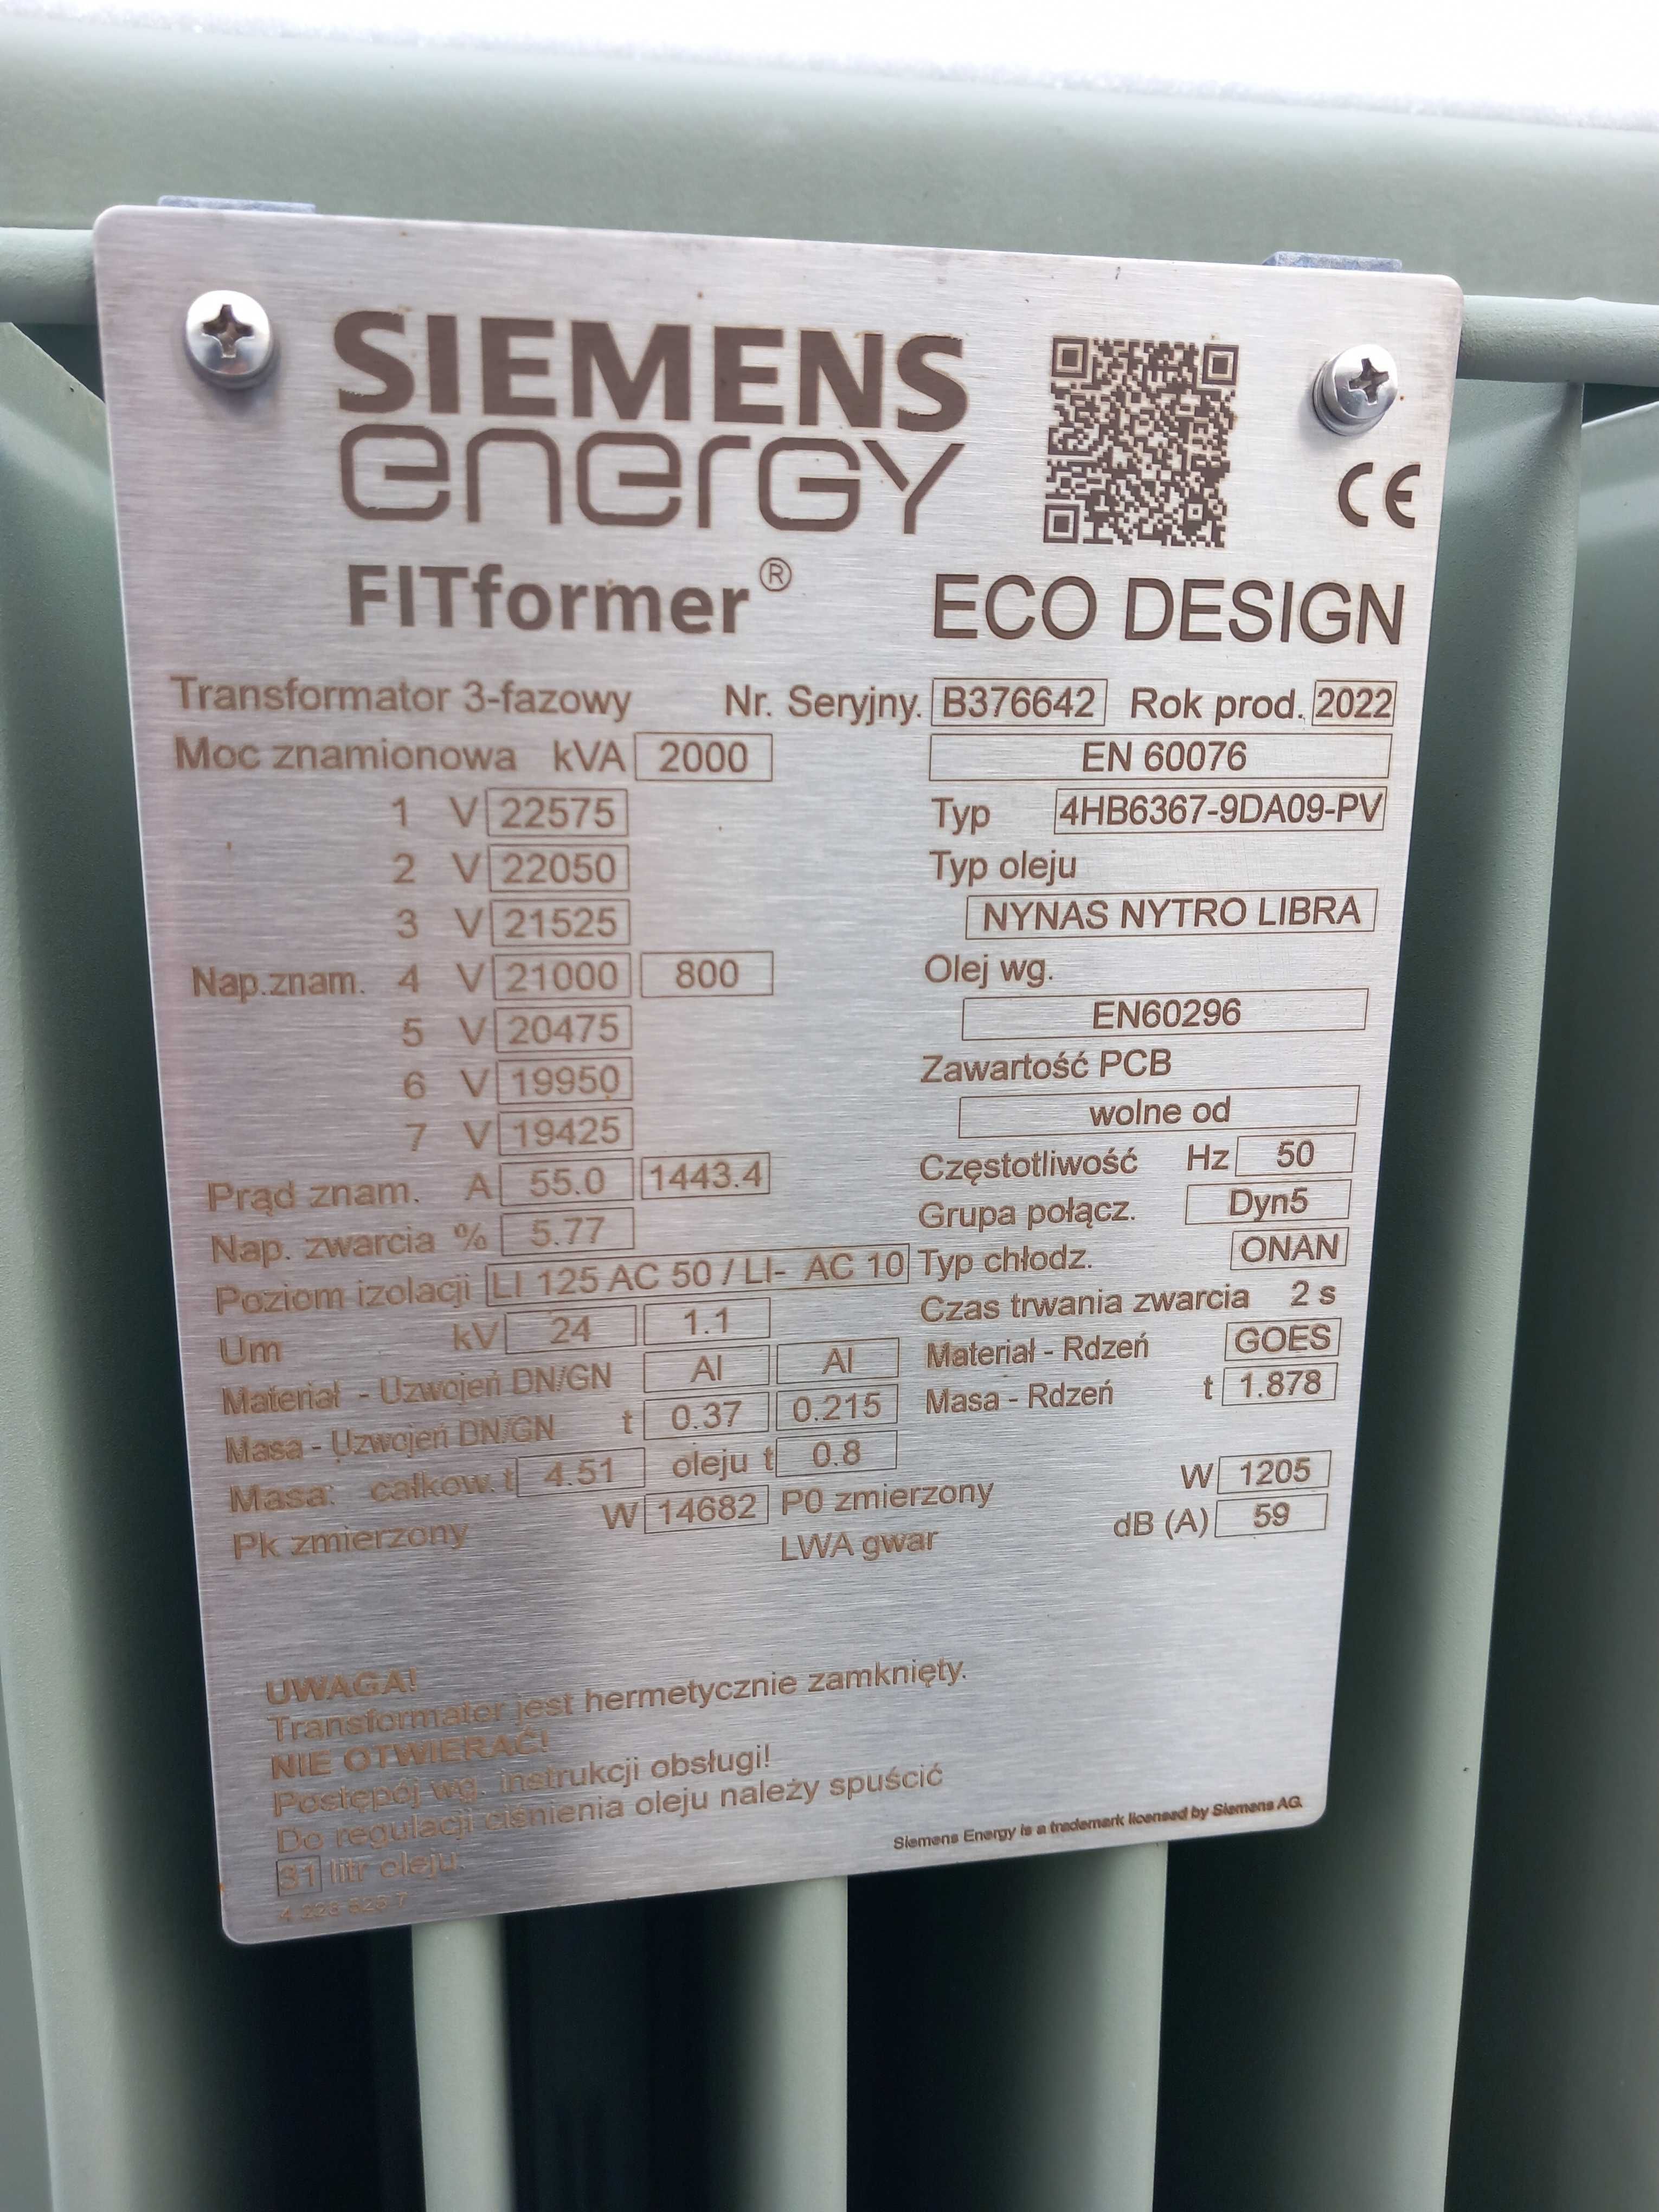 SIEMENS
energy
CE
FITformer® ECO DESIGN
Transformator 3-fazowy Nr. Seryjny. B376642 Rok prod. 2022
Moc znamionowa kVA 2000 EN 60076
1 V 22575 Typ 4HB6367-9DA09-PV
2 V 22050 Typ oleju
3 V 21525 NYNAS NYTRO LIBRA
Nap.znam. 4 V 21000 800 Olej wg.
5 V 20475 EN60296
6 V 19950 Zawartość PCB
7 V 19425 wolne od
Prąd znam. A 55.0 1443.4 Częstotliwość Hz 50
Nap. zwarcia % 5.77 Grupa połącz. Dyn5
Poziom izolacji LI 125 AC 50 / LI- AC 10 Typ chłodz. ONAN
Um kV 24 1.1 Czas trwania zwarcia 2 s
Materiał - Uzwojeń DN/GN Al Al Materiał - Rdzeń GOES
Masa - Uzwojeń DN/GN t 0.37 0.215 Masa - Rdzeń t 1.878
Masa: całkow. t 4.51 oleju t 0.8
Pk zmierzony W 14682 P0 zmierzony W 1205
LWA gwar dB (A) 59
UWAGA!
Transformator jest hermetycznie zamknięty.
NIE OTWIERAĆ!
Postępój wg. instrukcji obsługi!
Do regulacji ciśnienia oleju należy spuścić
31 litr oleju.
Siemens Energy is a trademark licensed by Siemens AG.